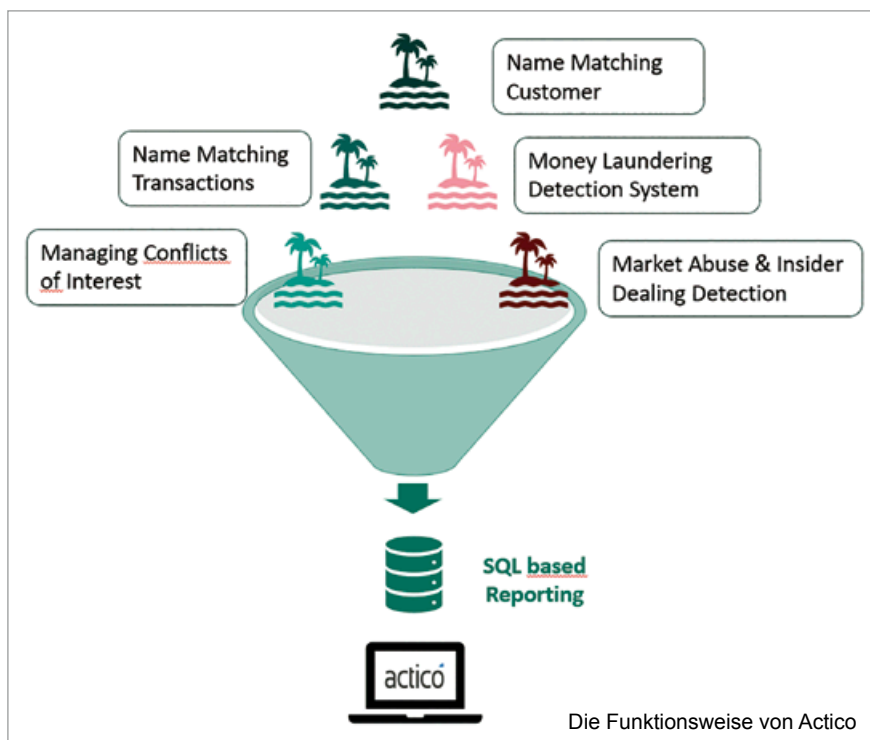 Name Matching
Customer
Name Matching
Transactions
Money Laundering
Detection System
Managing Conflicts
of Interest
Market Abuse & Insider
Dealing Detection
SQL based
Reporting
actico
Die Funktionsweise von Actico